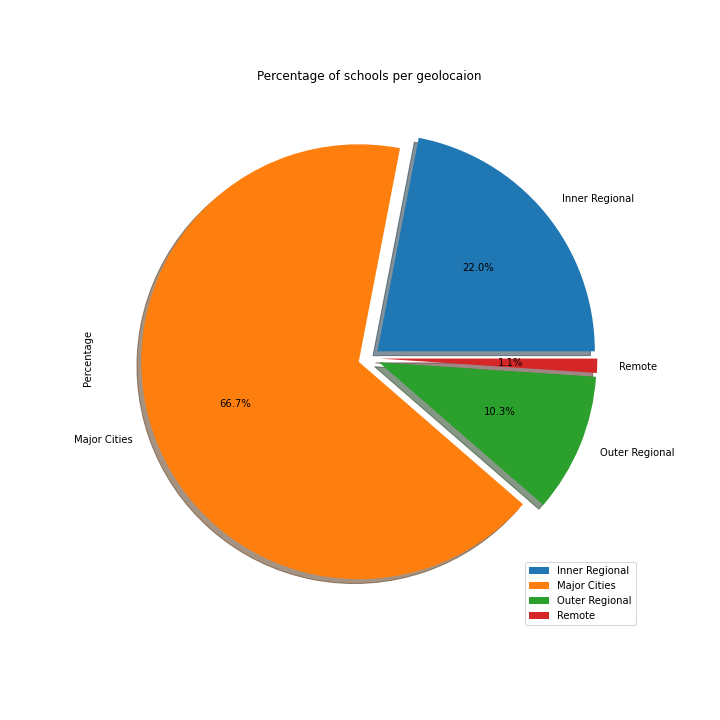 Percentage of schools per geolocaion
Inner Regional
22.0%
Percentage
1.1%
Remote
66.7%
10.3%
Major Cities
Outer Regional
Inner Regional
Major Cities
Outer Regional
Remote